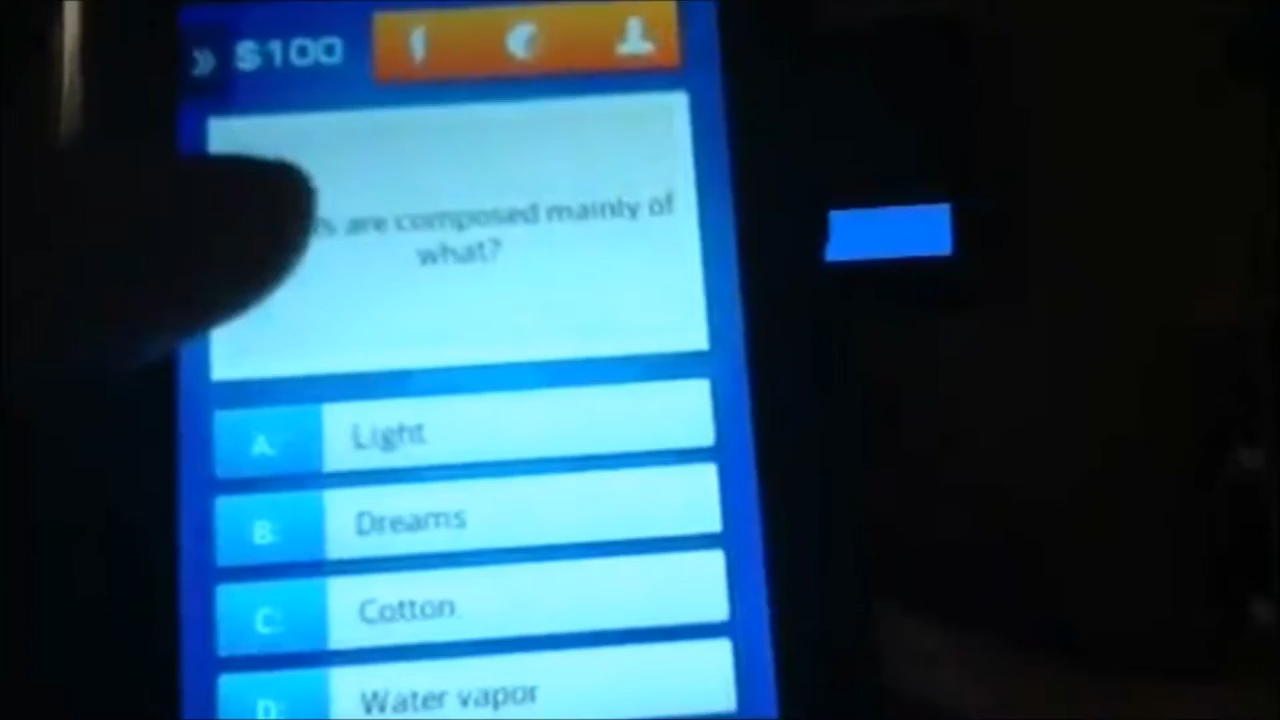 » $100
s are composed mainly of
what?
A: Light
B: Dreams
C: Cotton
D: Water vapor